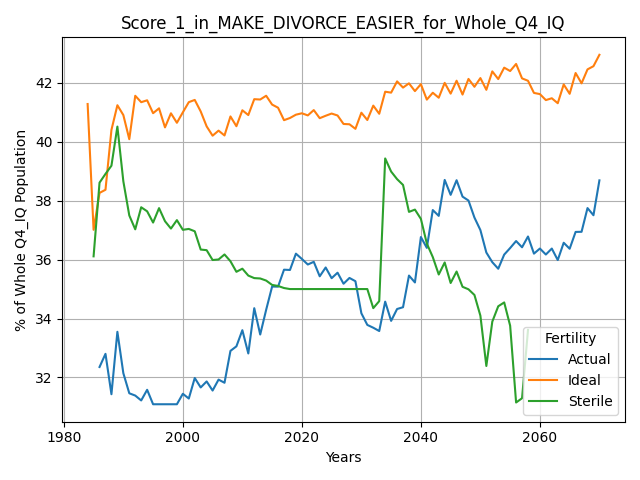 Score_1_in_MAKE_DIVORCE_EASIER_for_Whole_Q4_IQ
% of Whole Q4_IQ Population
42
40
38
36
34
32
1980
2000
2020
2040
2060
Years
Fertility
Actual
Ideal
Sterile